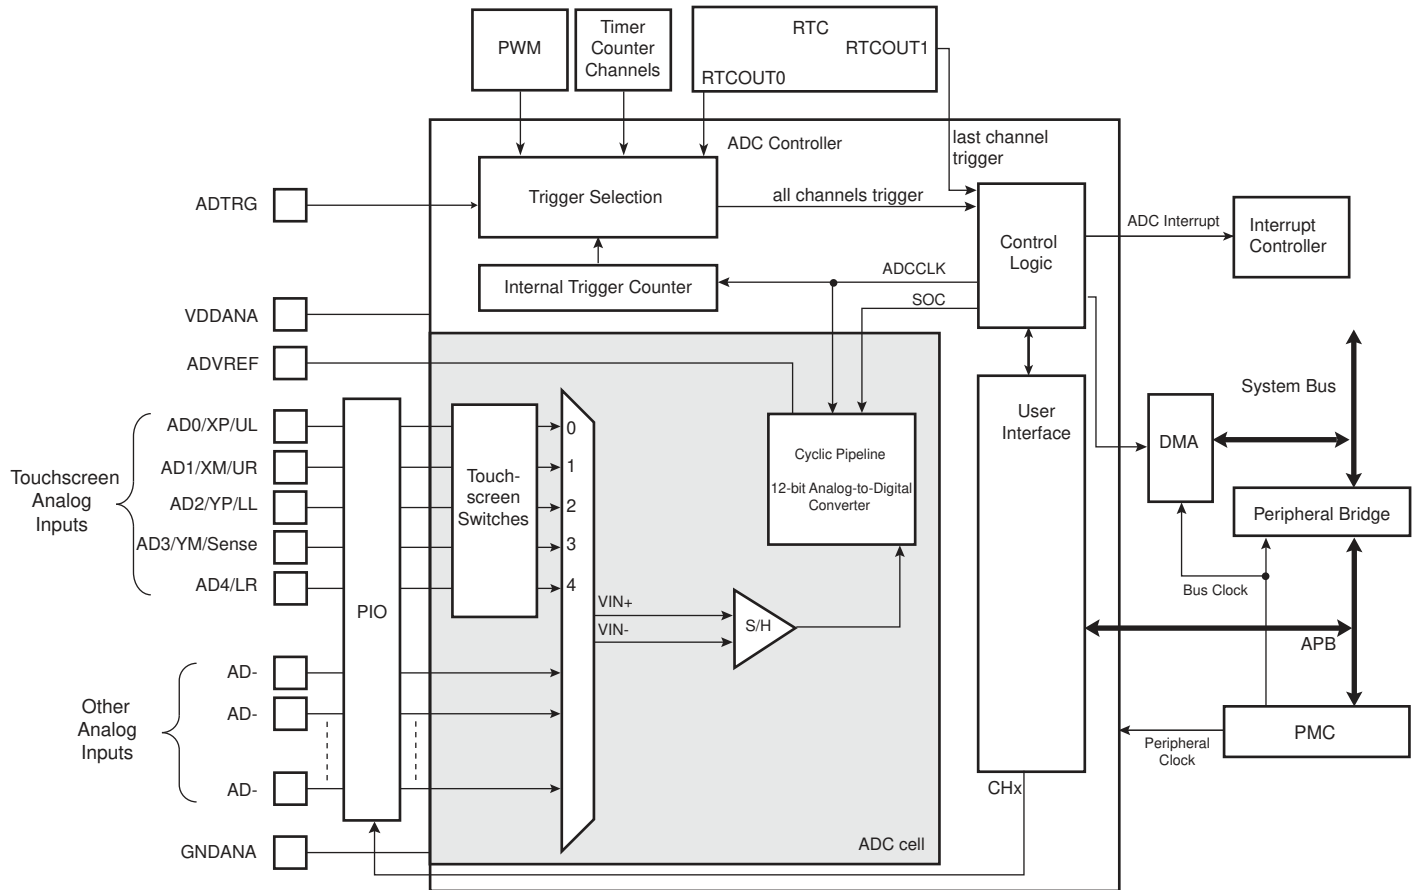 PWM
Timer
Counter
Channels
RTC
RTCOUT1
RTCOUT0
ADC Controller
last channel
trigger
ADTRG
Trigger Selection
all channels trigger
Control
Logic
ADC Interrupt
Interrupt
Controller
Internal Trigger Counter
ADCCLK
SOC
VDDANA
ADVREF
System Bus
Touchscreen
Analog
Inputs
AD0/XP/UL
AD1/XM/UR
AD2/YP/LL
AD3/YM/Sense
AD4/LR
PIO
Touch-
screen
Switches
0
1
2
3
4
Cyclic Pipeline
12-bit Analog-to-Digital
Converter
User
Interface
DMA
Peripheral Bridge
Bus Clock
VIN+
VIN-
S/H
APB
Other
Analog
Inputs
AD-
AD-
AD-
PMC
Peripheral
Clock
CHx
GNDANA
ADC cell